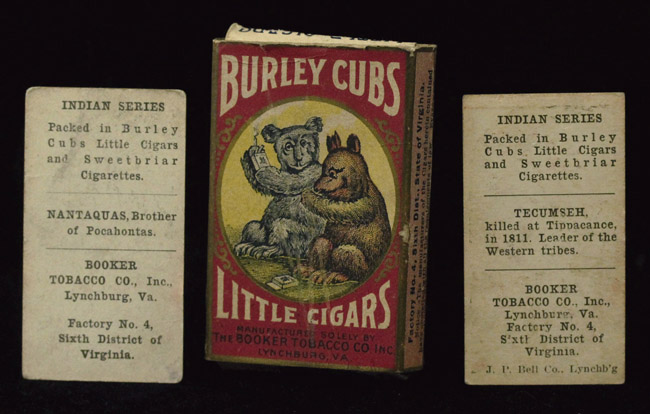 INDIAN SERIES
Packed in Burley
Cubs Little Cigars
and Sweetbriar
Cigarettes.
NANTAQUAS, Brother
of Pocahontas.
BOOKER
TOBACCO CO., Inc.,
Lynchburg, Va.
Factory No. 4,
Sixth District of
Virginia.
BURLEY CUBS
LITTLE CIGARS
MANUFACTURED SOLELY BY
THE BOOKER TOBACCO CO. INC.
LYNCHBURG, VA.
Factory No. 4, Sixth Dist., State of Virginia.
INDIAN SERIES
Packed in Burley
Cubs Little Cigars
and Sweetbriar
Cigarettes.
TECUMSEH,
killed at Tippacance,
in 1811. Leader of the
Western tribes.
BOOKER
TOBACCO CO., Inc.,
Lynchburg, Va.
Factory No. 4,
Sixth District of
Virginia.
J. P. Bell Co., Lynchb'g